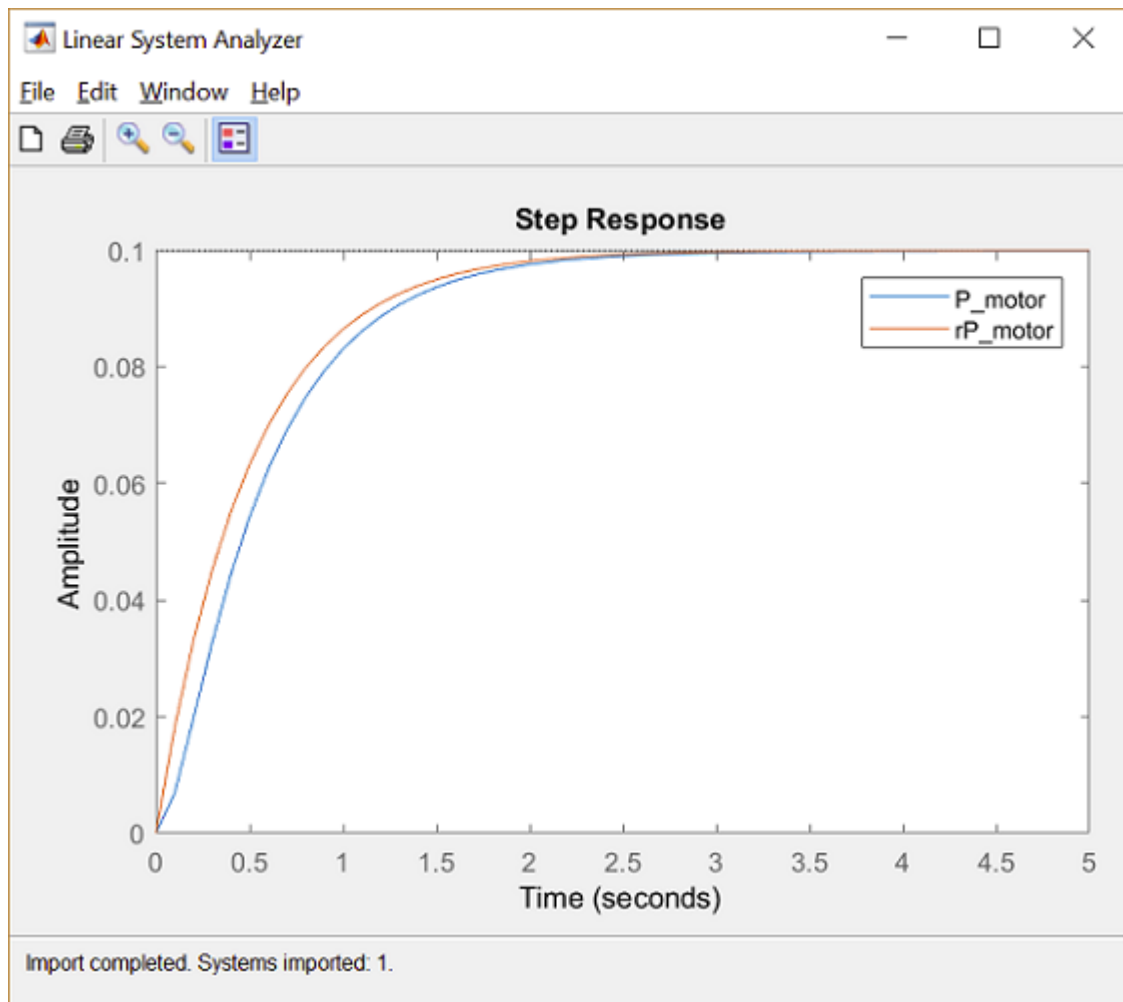 Linear System Analyzer
File Edit Window Help
Step Response
0.1
0.08
0.06
0.04
0.02
0
Amplitude
P_motor
rP_motor
0 0.5 1 1.5 2 2.5 3 3.5 4 4.5 5
Time (seconds)
Import completed. Systems imported: 1.